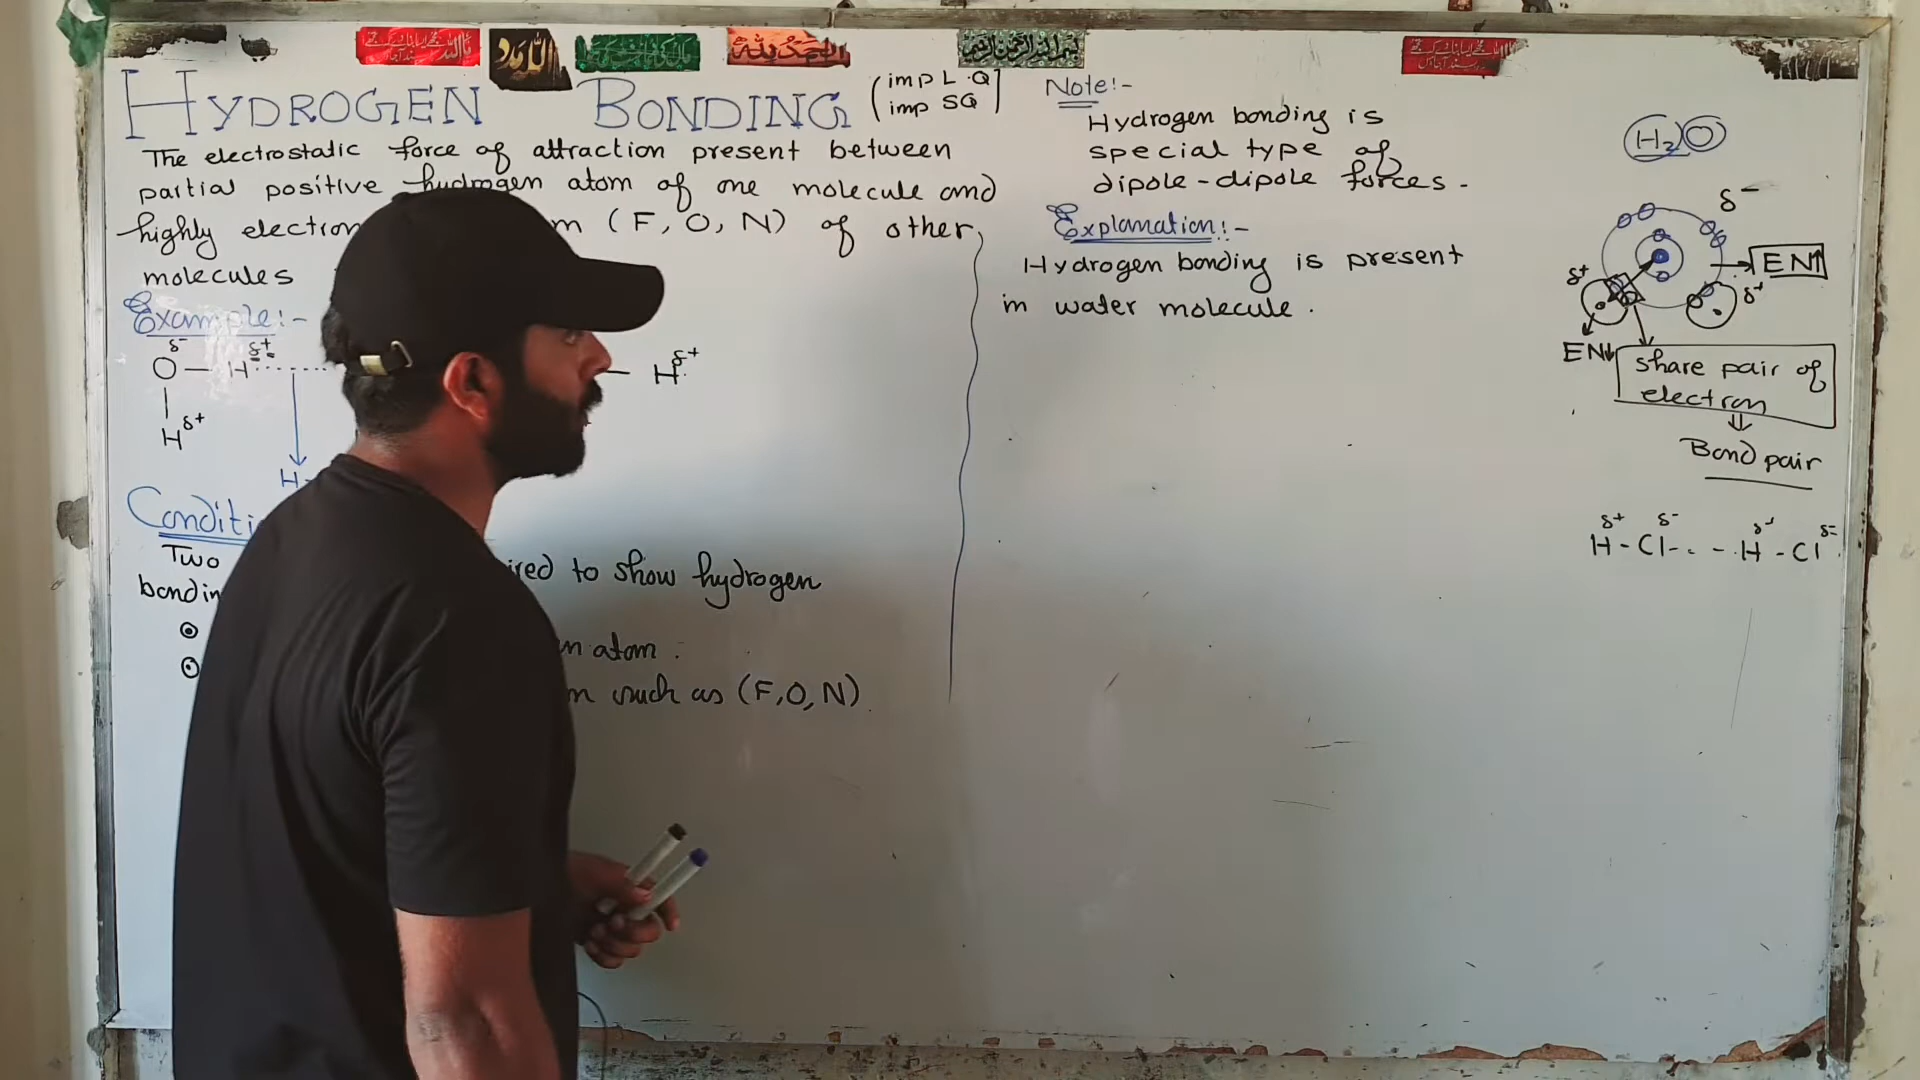 HYDROGEN BONDING (imp L.Q
imp SQ]
The electrostatic force of attraction present between
partial positive hydrogen atom of one molecule and
highly electron m (F, O, N) of other
molecules
Example:-
δ- δ+
O — H ........ — H δ+
H δ+
H-
Conditi
Two ired to show hydrogen
bondin
n atom.
m such as (F,O,N).
Note:-
Hydrogen bonding is
special type of
dipole-dipole forces.
Explanation:-
Hydrogen bonding is present
in water molecule.
H₂O
δ-
EN↑
δ+ δ+
EN↓
share pair of
electron
Bond pair
δ+ δ- δ+ δ-
H-Cl-.--H-Cl